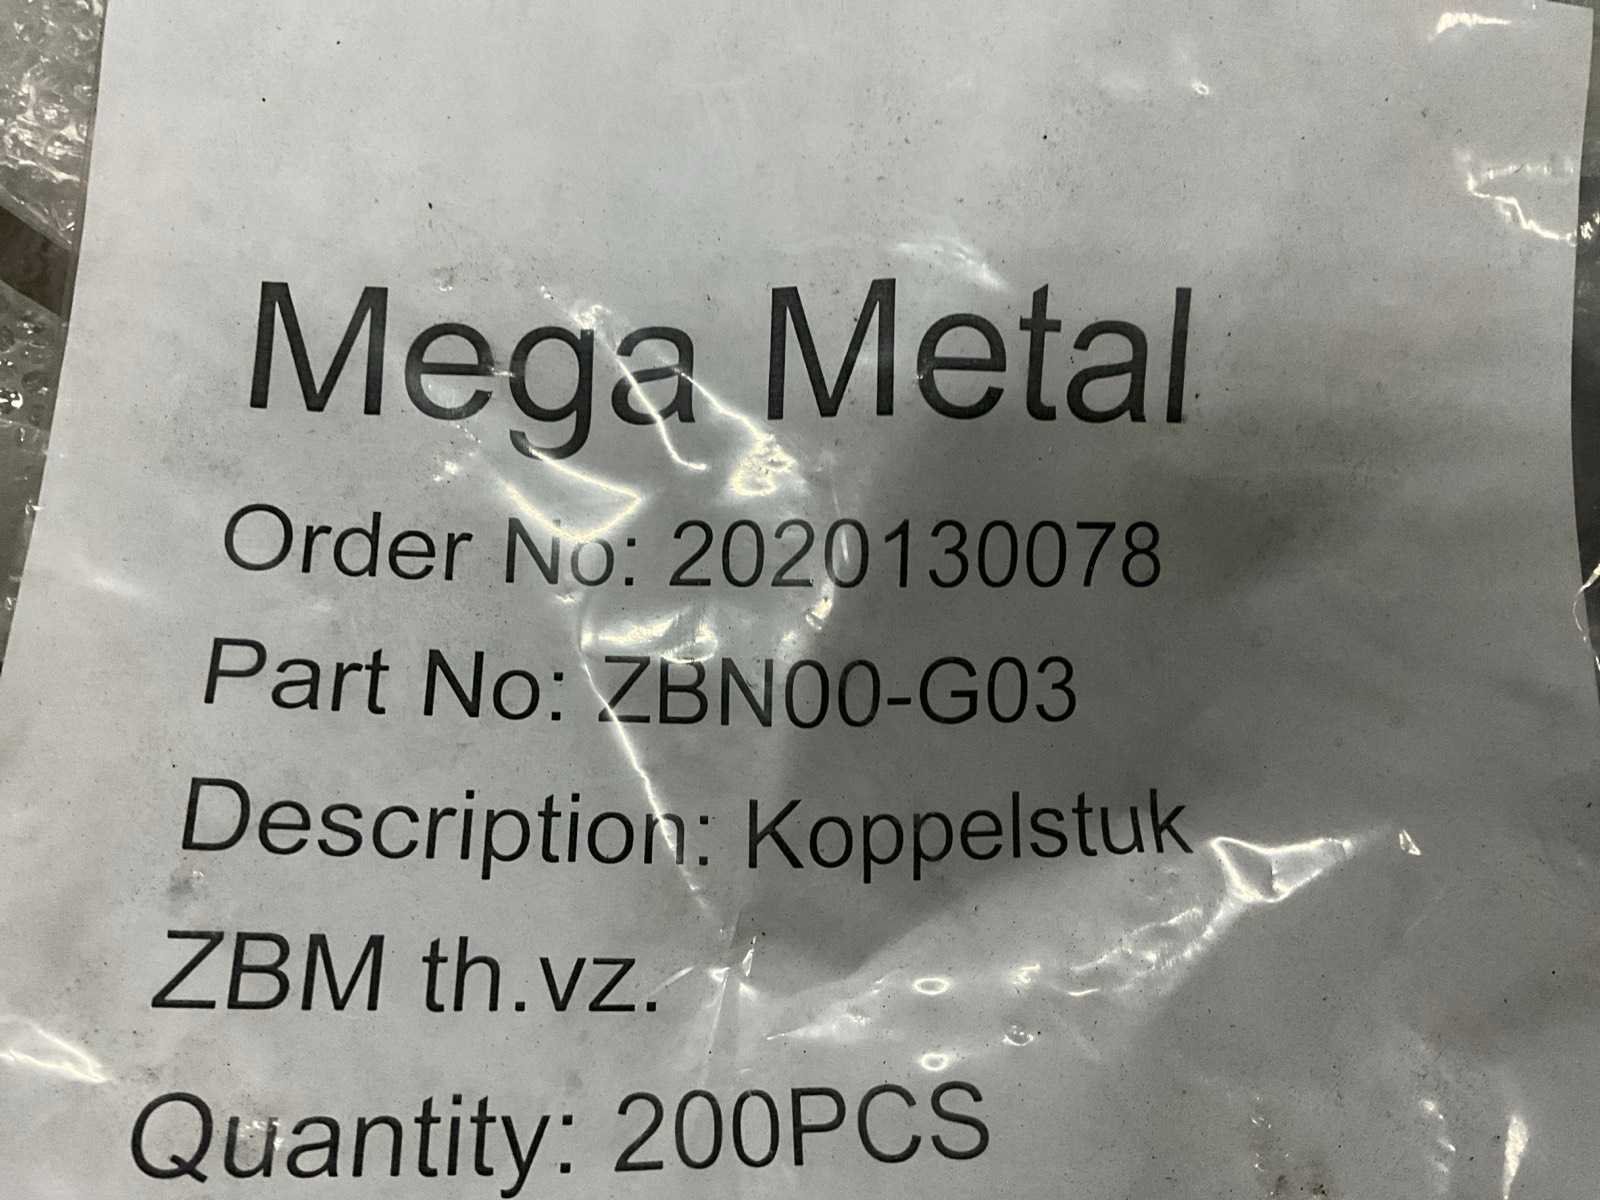 Mega Metal
Order No: 2020130078
Part No: ZBN00-G03
Description: Koppelstuk
ZBM th.vz.
Quantity: 200PCS